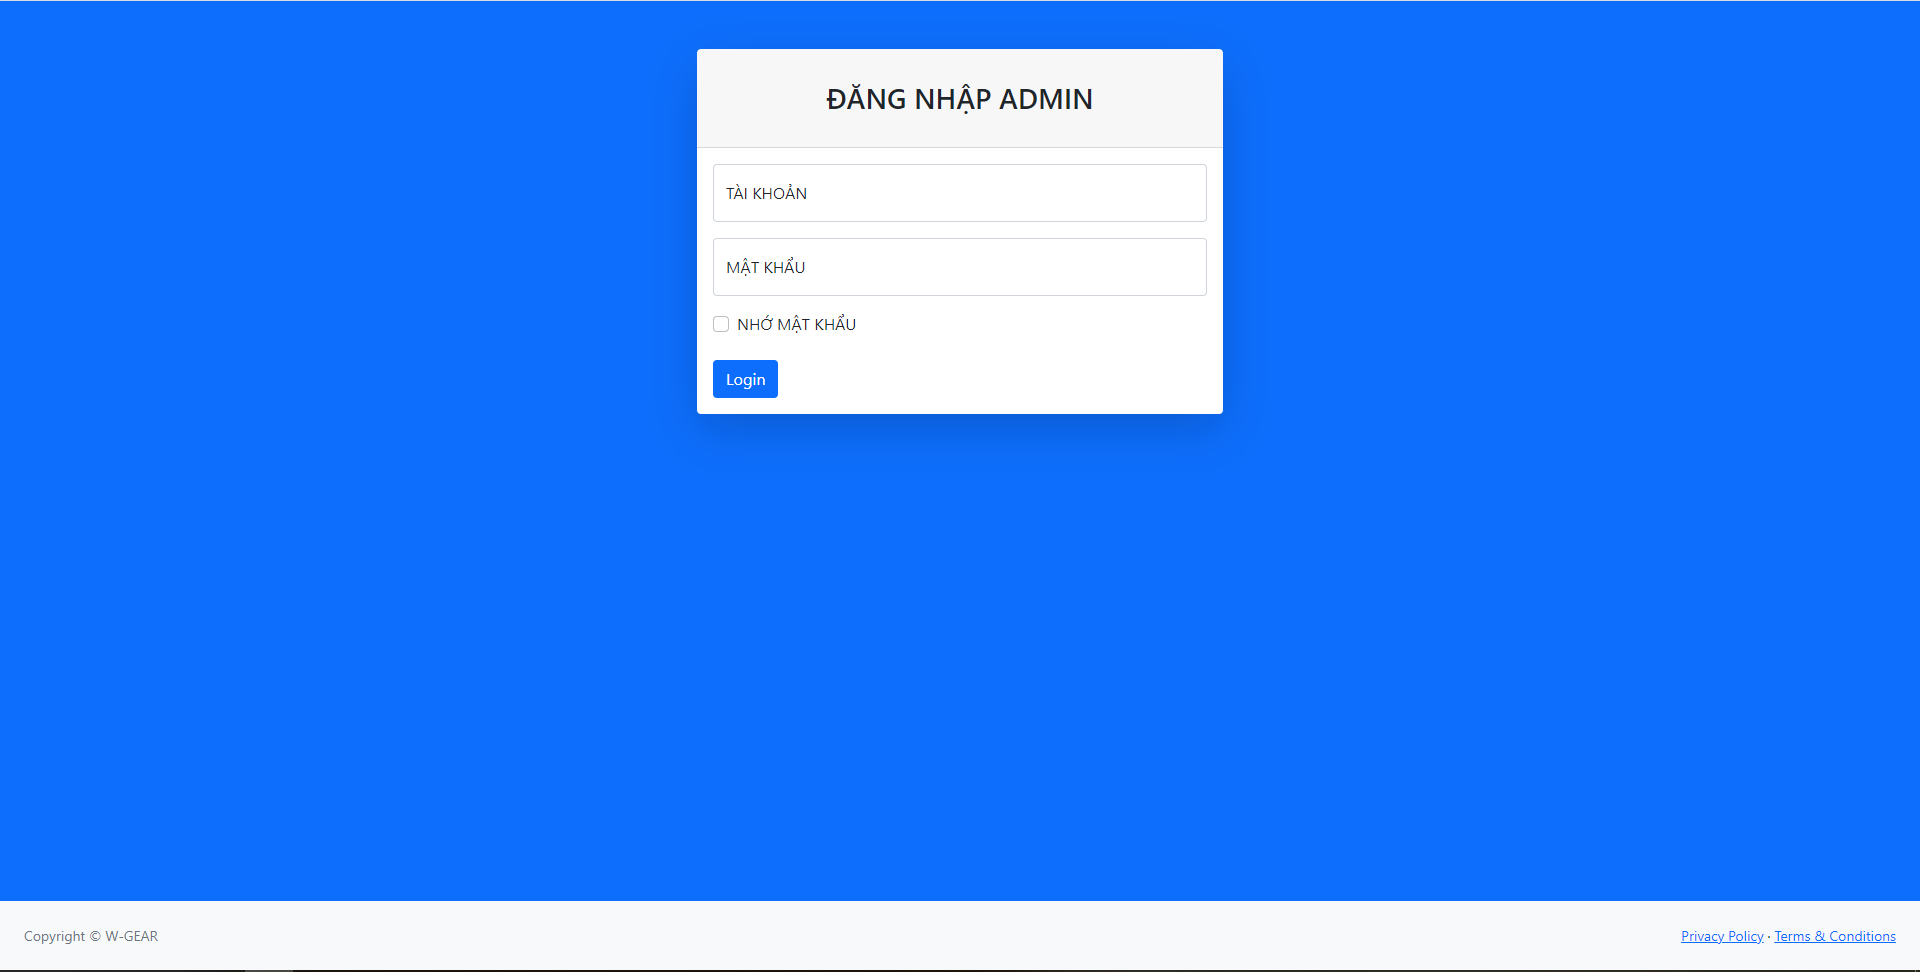 ĐĂNG NHẬP ADMIN
TÀI KHOẢN
MẬT KHẨU
NHỚ MẬT KHẨU
Login
Copyright © W-GEAR
Privacy Policy · Terms & Conditions